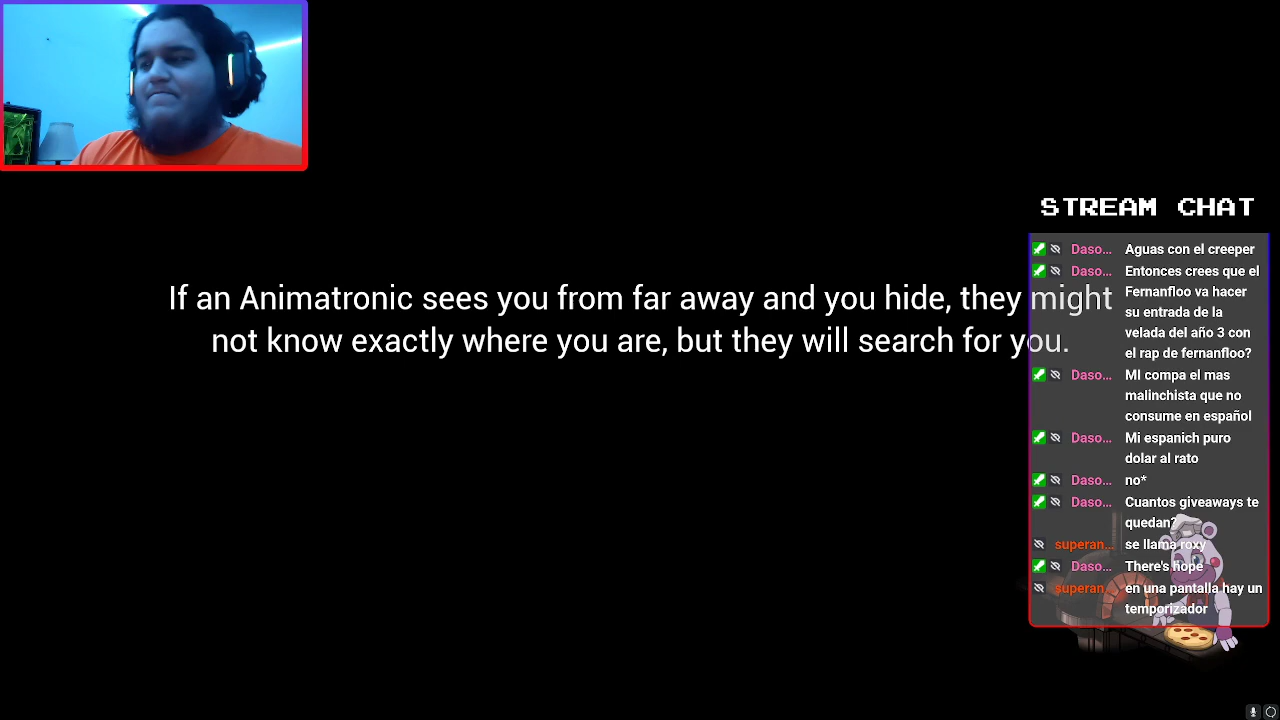 If an Animatronic sees you from far away and you hide, they might
not know exactly where you are, but they will search for you.
STREAM CHAT
Daso... Aguas con el creeper
Daso... Entonces crees que el
Fernanfloo va hacer
su entrada de la
velada del año 3 con
el rap de fernanfloo?
Daso... MI compa el mas
malinchista que no
consume en español
Daso... Mi espanich puro
dolar al rato
Daso... no*
Daso... Cuantos giveaways te
quedan?
superan... se llama roxy
Daso... There's hope
superan... en una pantalla hay un
temporizador